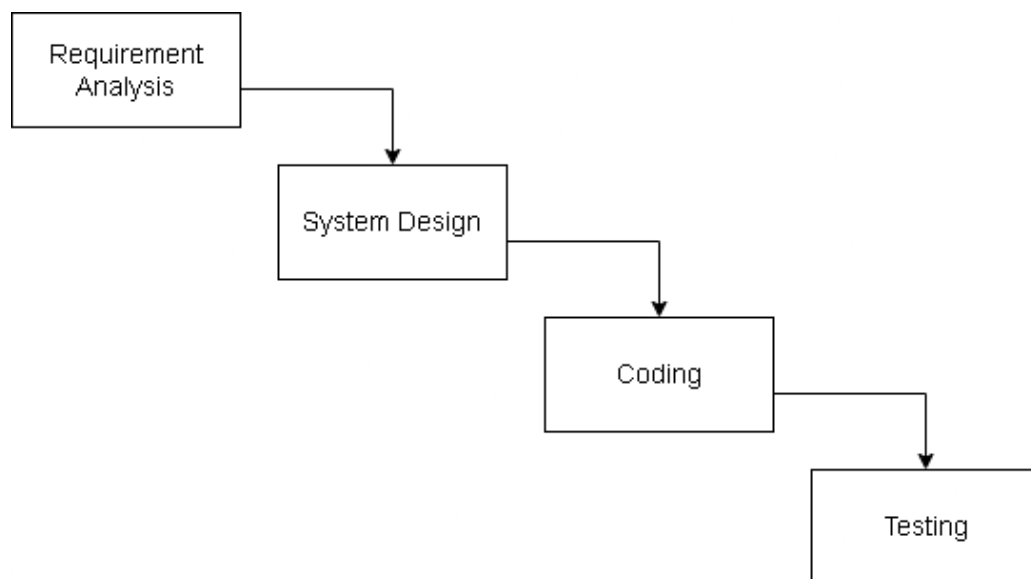 Requirement
Analysis
System Design
Coding
Testing